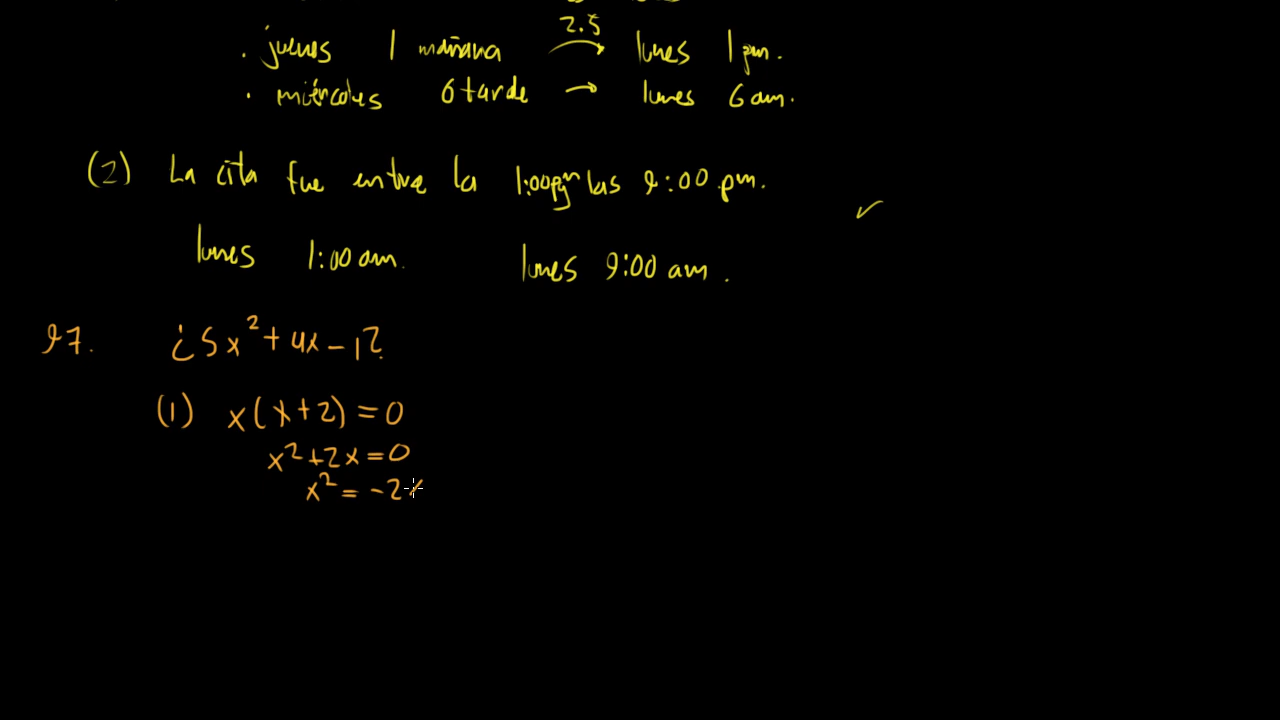 2.5
. jueves 1 mañana → lunes 1 pm.
. miércoles 6 tarde → lunes 6 am.
(2) La cita fue entre la 1:00pm las 9:00 pm. ✓
lunes 1:00 am. lunes 9:00 am.
97. ¿5x² + 4x - 1?
(1) x(x+2) = 0
x² + 2x = 0
x² = -2x